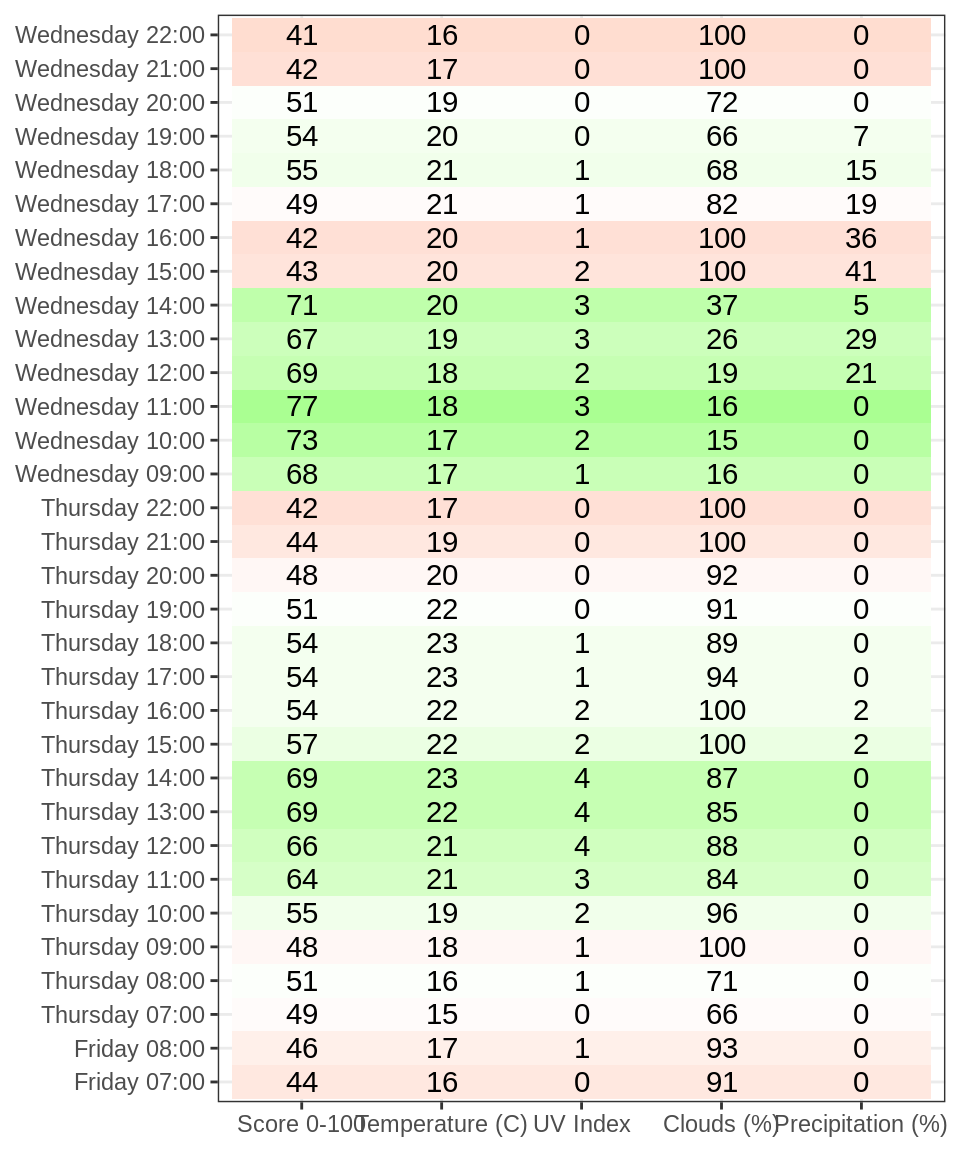 Wednesday 22:00 41 16 0 100 0
Wednesday 21:00 42 17 0 100 0
Wednesday 20:00 51 19 0 72 0
Wednesday 19:00 54 20 0 66 7
Wednesday 18:00 55 21 1 68 15
Wednesday 17:00 49 21 1 82 19
Wednesday 16:00 42 20 1 100 36
Wednesday 15:00 43 20 2 100 41
Wednesday 14:00 71 20 3 37 5
Wednesday 13:00 67 19 3 26 29
Wednesday 12:00 69 18 2 19 21
Wednesday 11:00 77 18 3 16 0
Wednesday 10:00 73 17 2 15 0
Wednesday 09:00 68 17 1 16 0
Thursday 22:00 42 17 0 100 0
Thursday 21:00 44 19 0 100 0
Thursday 20:00 48 20 0 92 0
Thursday 19:00 51 22 0 91 0
Thursday 18:00 54 23 1 89 0
Thursday 17:00 54 23 1 94 0
Thursday 16:00 54 22 2 100 2
Thursday 15:00 57 22 2 100 2
Thursday 14:00 69 23 4 87 0
Thursday 13:00 69 22 4 85 0
Thursday 12:00 66 21 4 88 0
Thursday 11:00 64 21 3 84 0
Thursday 10:00 55 19 2 96 0
Thursday 09:00 48 18 1 100 0
Thursday 08:00 51 16 1 71 0
Thursday 07:00 49 15 0 66 0
Friday 08:00 46 17 1 93 0
Friday 07:00 44 16 0 91 0
Score 0-100 Temperature (C) UV Index Clouds (%) Precipitation (%)